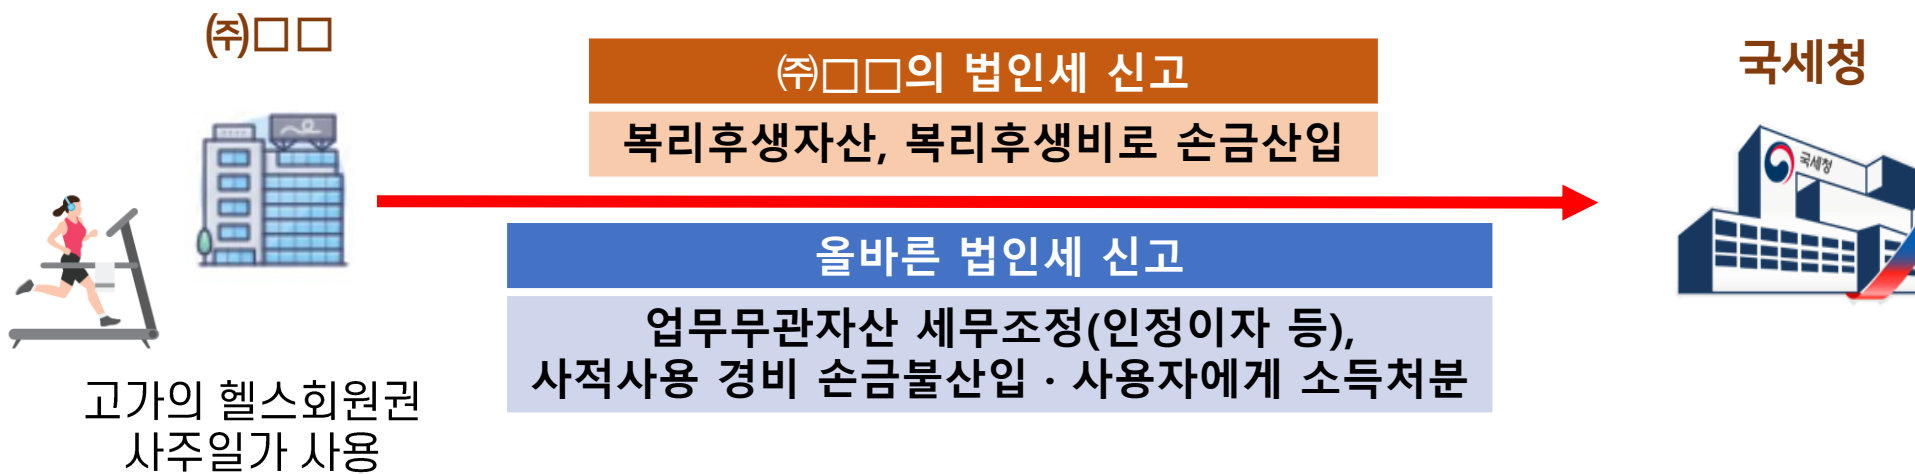 ㈜□□
㈜□□의 법인세 신고
복리후생자산, 복리후생비로 손금산입
국세청
국세청
올바른 법인세 신고
업무무관자산 세무조정(인정이자 등),
사적사용 경비 손금불산입 · 사용자에게 소득처분
고가의 헬스회원권
사주일가 사용